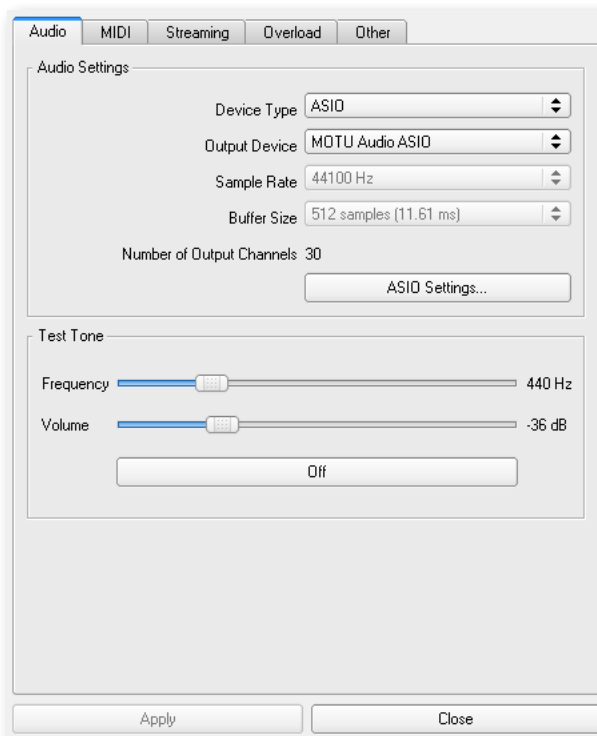 Audio MIDI Streaming Overload Other
Audio Settings
Device Type ASIO
Output Device MOTU Audio ASIO
Sample Rate 44100 Hz
Buffer Size 512 samples (11.61 ms)
Number of Output Channels 30
ASIO Settings...
Test Tone
Frequency 440 Hz
Volume -36 dB
Off
Apply Close